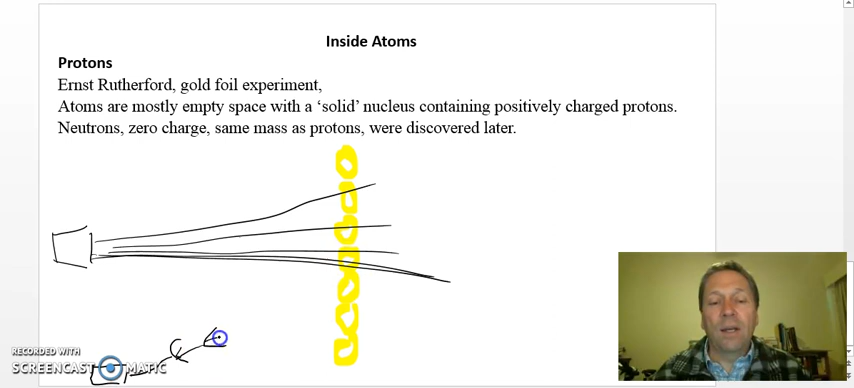 Inside Atoms
Protons
Ernst Rutherford, gold foil experiment,
Atoms are mostly empty space with a ‘solid’ nucleus containing positively charged protons.
Neutrons, zero charge, same mass as protons, were discovered later.
RECORDED WITH
SCREENCAST MATIC